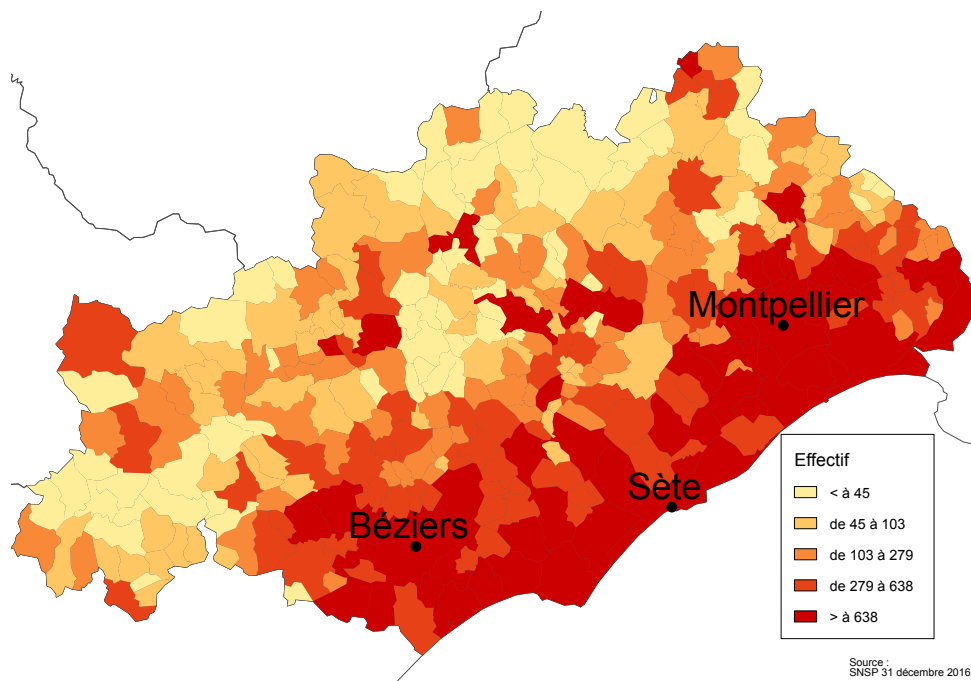 Montpellier
Sète
Béziers
Effectif
< à 45
de 45 à 103
de 103 à 279
de 279 à 638
> à 638
Source :
SNSP 31 décembre 2016